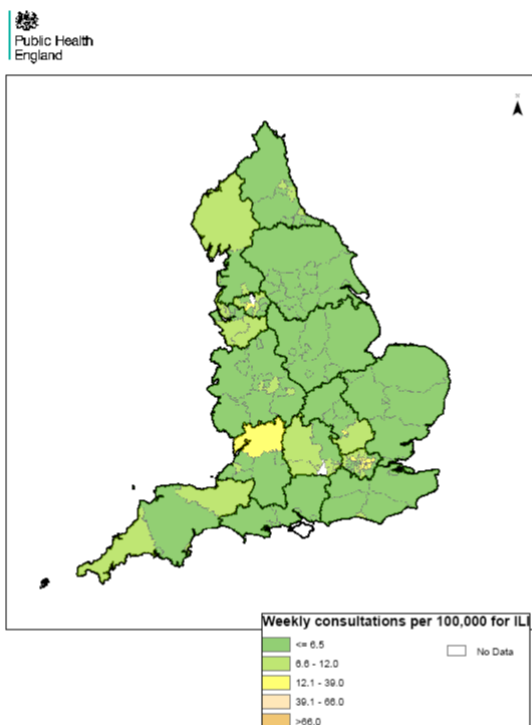 Public Health
England
Weekly consultations per 100,000 for ILI
<= 6.5
6.6 - 12.0
12.1 - 39.0
39.1 - 66.0
>66.0
No Data